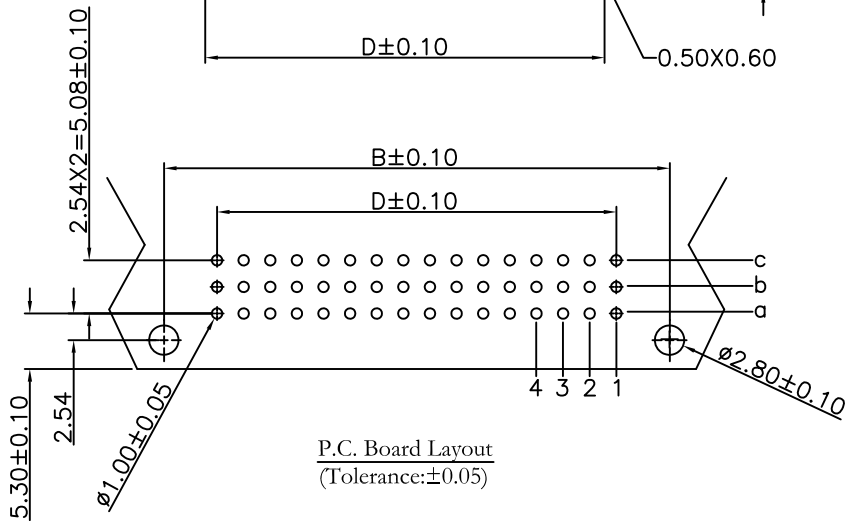 D±0.10
0.50X0.60
2.54X2=5.08±0.10
B±0.10
D±0.10
c
b
a
4 3 2 1
ø2.80±0.10
5.30±0.10
2.54
ø1.00±0.05
P.C. Board Layout
(Tolerance:±0.05)